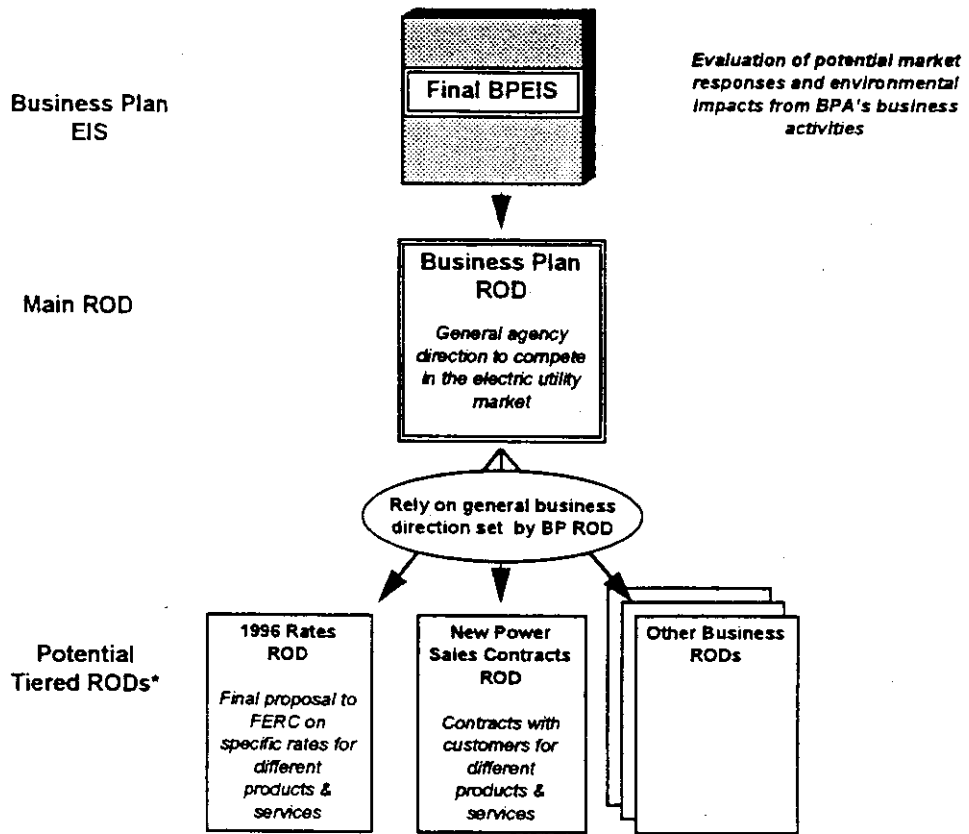 Business Plan
EIS
Final BPEIS
Evaluation of potential market
responses and environmental
impacts from BPA's business
activities
Main ROD
Business Plan
ROD
General agency
direction to compete
in the electric utility
market
Rely on general business
direction set by BP ROD
Potential
Tiered RODs*
1996 Rates
ROD
Final proposal to
FERC on
specific rates for
different
products &
services
New Power
Sales Contracts
ROD
Contracts with
customers for
different
products &
services
Other Business
RODs